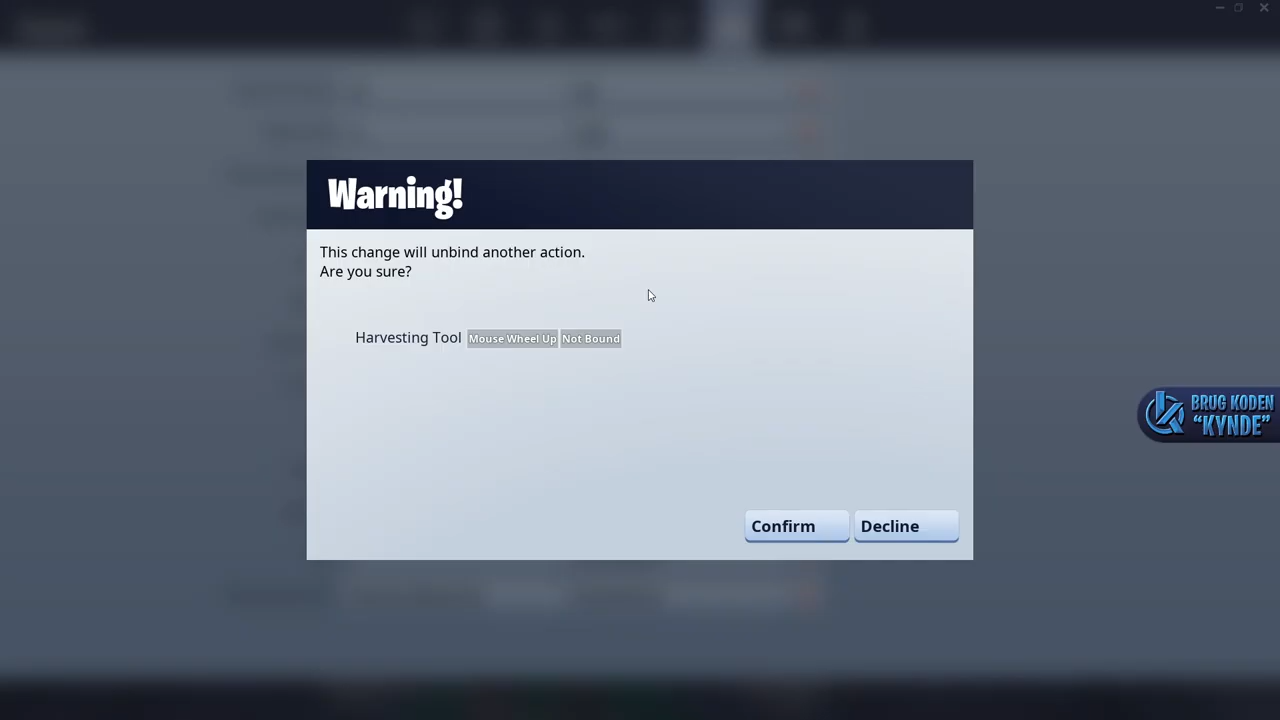 Warning!
This change will unbind another action.
Are you sure?
Harvesting Tool Mouse Wheel Up Not Bound
BRUG KODEN
“KYNDE”
Confirm Decline